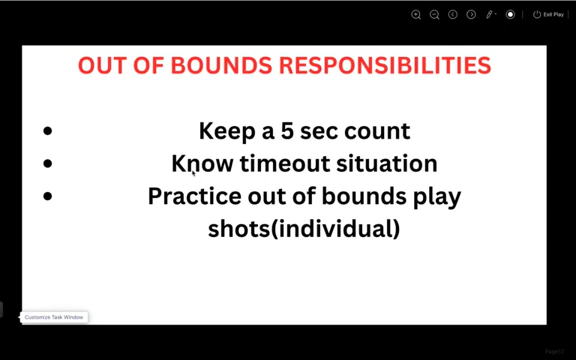 Exit Play
OUT OF BOUNDS RESPONSIBILITIES
Keep a 5 sec count
Know timeout situation
Practice out of bounds play
shots(individual)
Customize Task Window